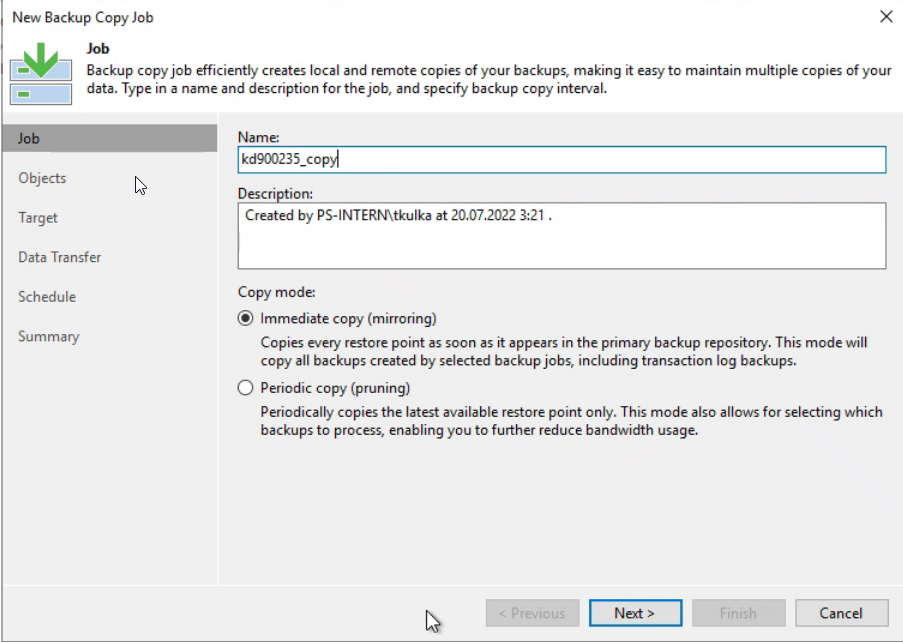 New Backup Copy Job
Job
Backup copy job efficiently creates local and remote copies of your backups, making it easy to maintain multiple copies of your
data. Type in a name and description for the job, and specify backup copy interval.
Job
Objects
Target
Data Transfer
Schedule
Summary
Name:
kd900235_copy
Description:
Created by PS-INTERN\tkulka at 20.07.2022 3:21 .
Copy mode:
Immediate copy (mirroring)
Copies every restore point as soon as it appears in the primary backup repository. This mode will
copy all backups created by selected backup jobs, including transaction log backups.
Periodic copy (pruning)
Periodically copies the latest available restore point only. This mode also allows for selecting which
backups to process, enabling you to further reduce bandwidth usage.
< Previous
Next >
Finish
Cancel